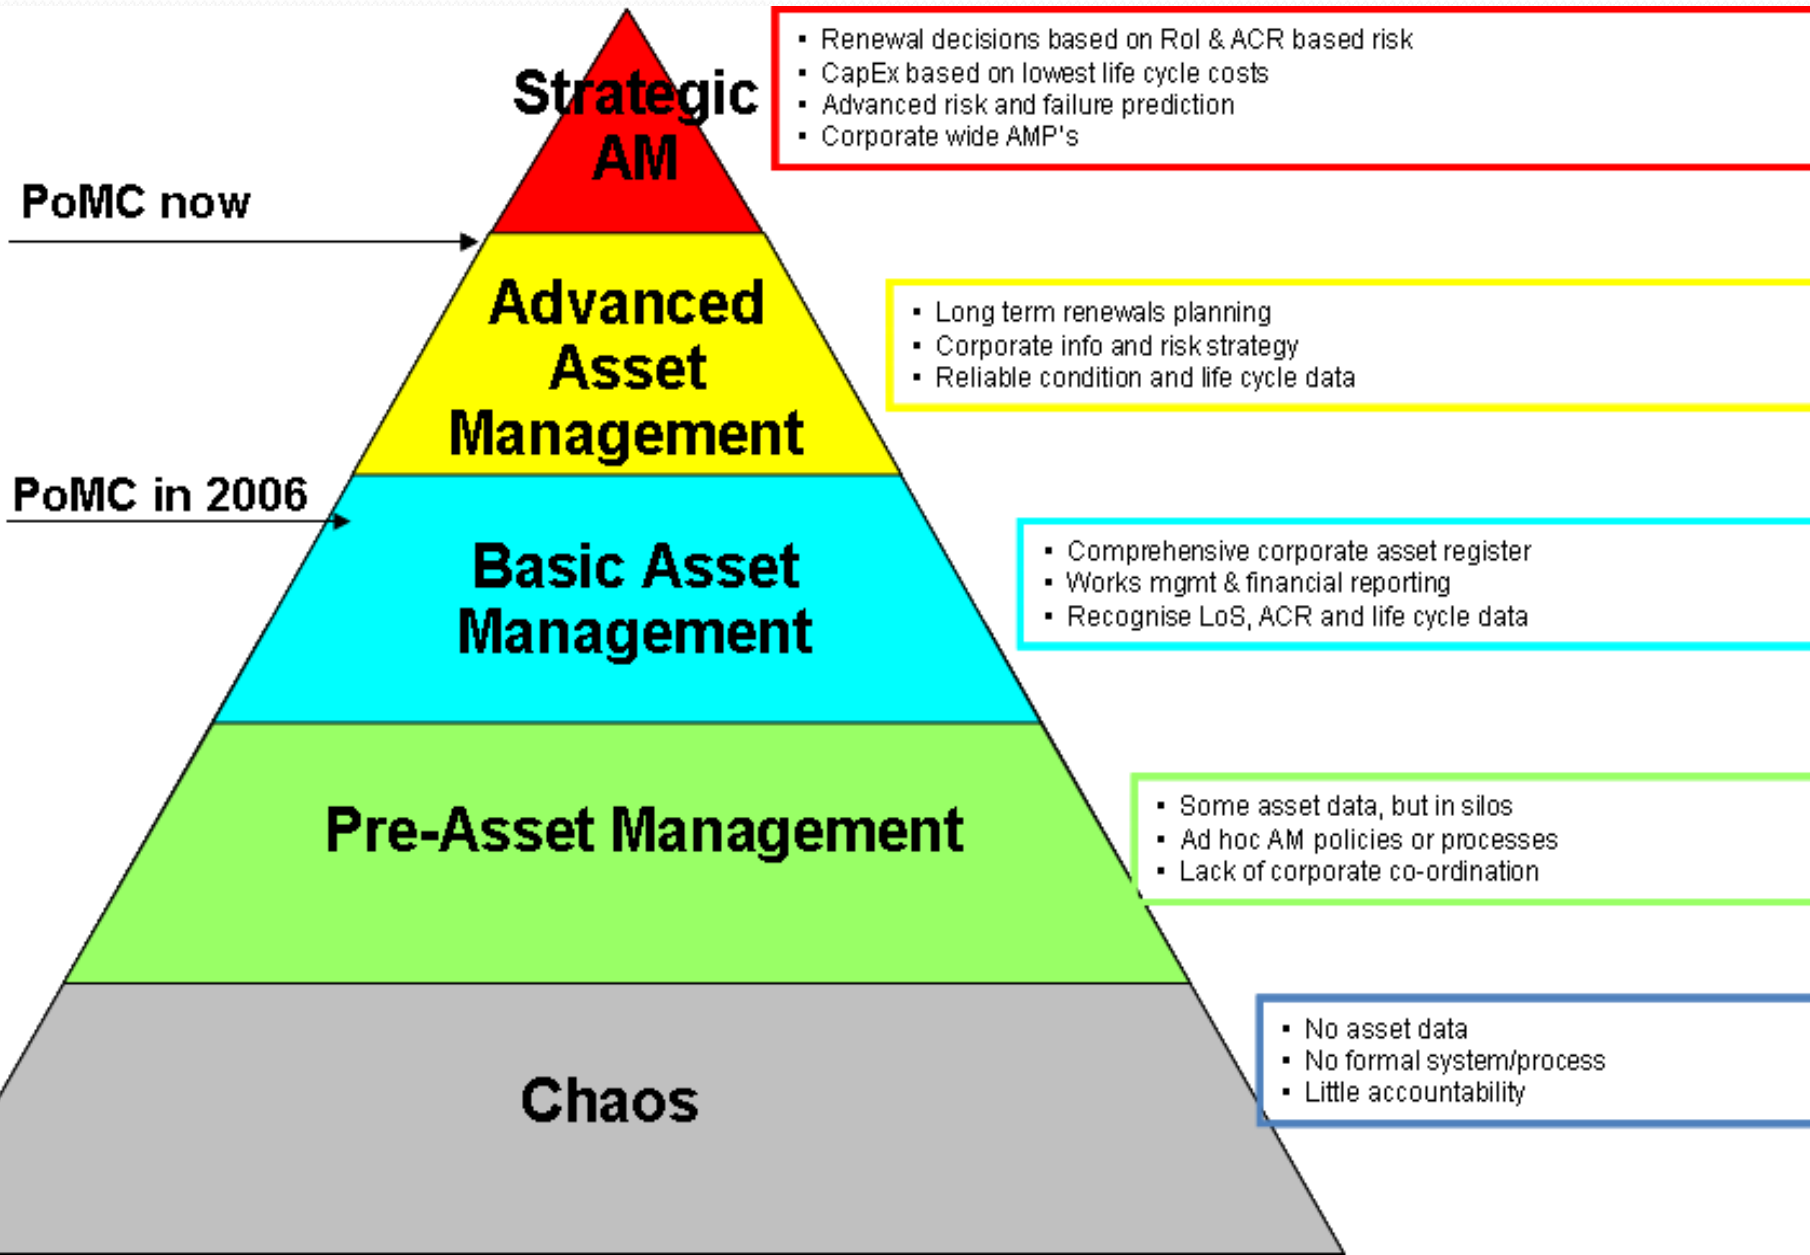 Strategic
AM
▪ Renewal decisions based on RoI & ACR based risk
▪ CapEx based on lowest life cycle costs
▪ Advanced risk and failure prediction
▪ Corporate wide AMP's
PoMC now
Advanced
Asset
Management
▪ Long term renewals planning
▪ Corporate info and risk strategy
▪ Reliable condition and life cycle data
PoMC in 2006
Basic Asset
Management
▪ Comprehensive corporate asset register
▪ Works mgmt & financial reporting
▪ Recognise LoS, ACR and life cycle data
Pre-Asset Management
▪ Some asset data, but in silos
▪ Ad hoc AM policies or processes
▪ Lack of corporate co-ordination
Chaos
▪ No asset data
▪ No formal system/process
▪ Little accountability